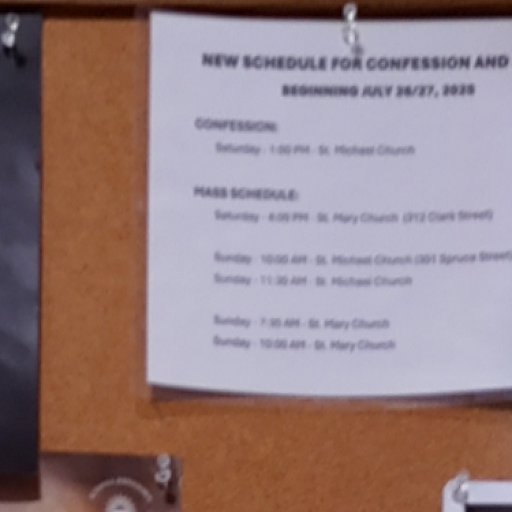 NEW SCHEDULE FOR CONFESSION AND
BEGINNING JULY 26/27, 2025
CONFESSION:
Saturday - 1:00 PM - St. Michael Church
MASS SCHEDULE:
Saturday - 4:00 PM - St. Mary Church (312 Clark Street)
Sunday - 10:00 AM - St. Michael Church (301 Spruce Street)
Sunday - 11:30 AM - St. Michael Church
Sunday - 7:30 AM - St. Mary Church
Sunday - 10:00 AM - St. Mary Church